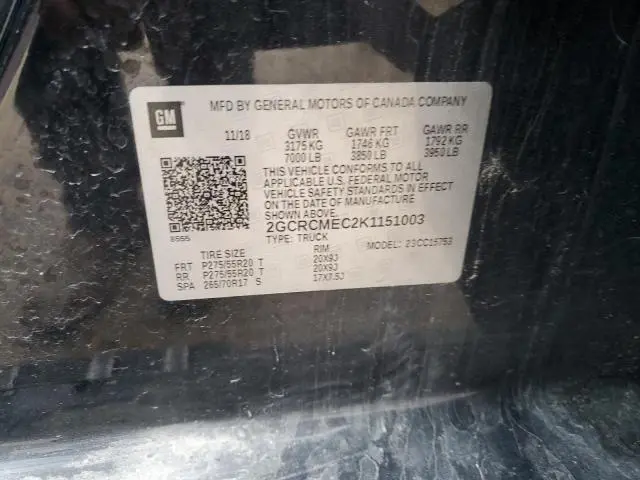 GM
MFD BY GENERAL MOTORS OF CANADA COMPANY
11/18 GVWR GAWR FRT GAWR RR
3175 KG 1746 KG 1792 KG
7000 LB 3850 LB 3950 LB
THIS VEHICLE CONFORMS TO ALL
APPLICABLE U.S. FEDERAL MOTOR
VEHICLE SAFETY STANDARDS IN EFFECT
ON THE DATE OF MANUFACTURE
SHOWN ABOVE.
2GCRCMEC2K1151003
TYPE: TRUCK MODEL: 23CC15753
8555
TIRE SIZE RIM
FRT P275/55R20 T 20X9J
RR P275/55R20 T 20X9J
SPA 265/70R17 S 17X7.5J